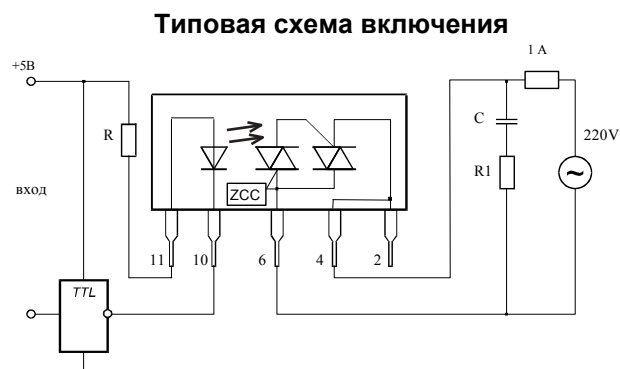 Типовая схема включения
1 А
+5В
R
C
220V
ZCC
R1
вход
11 10 6 4 2
TTL
~